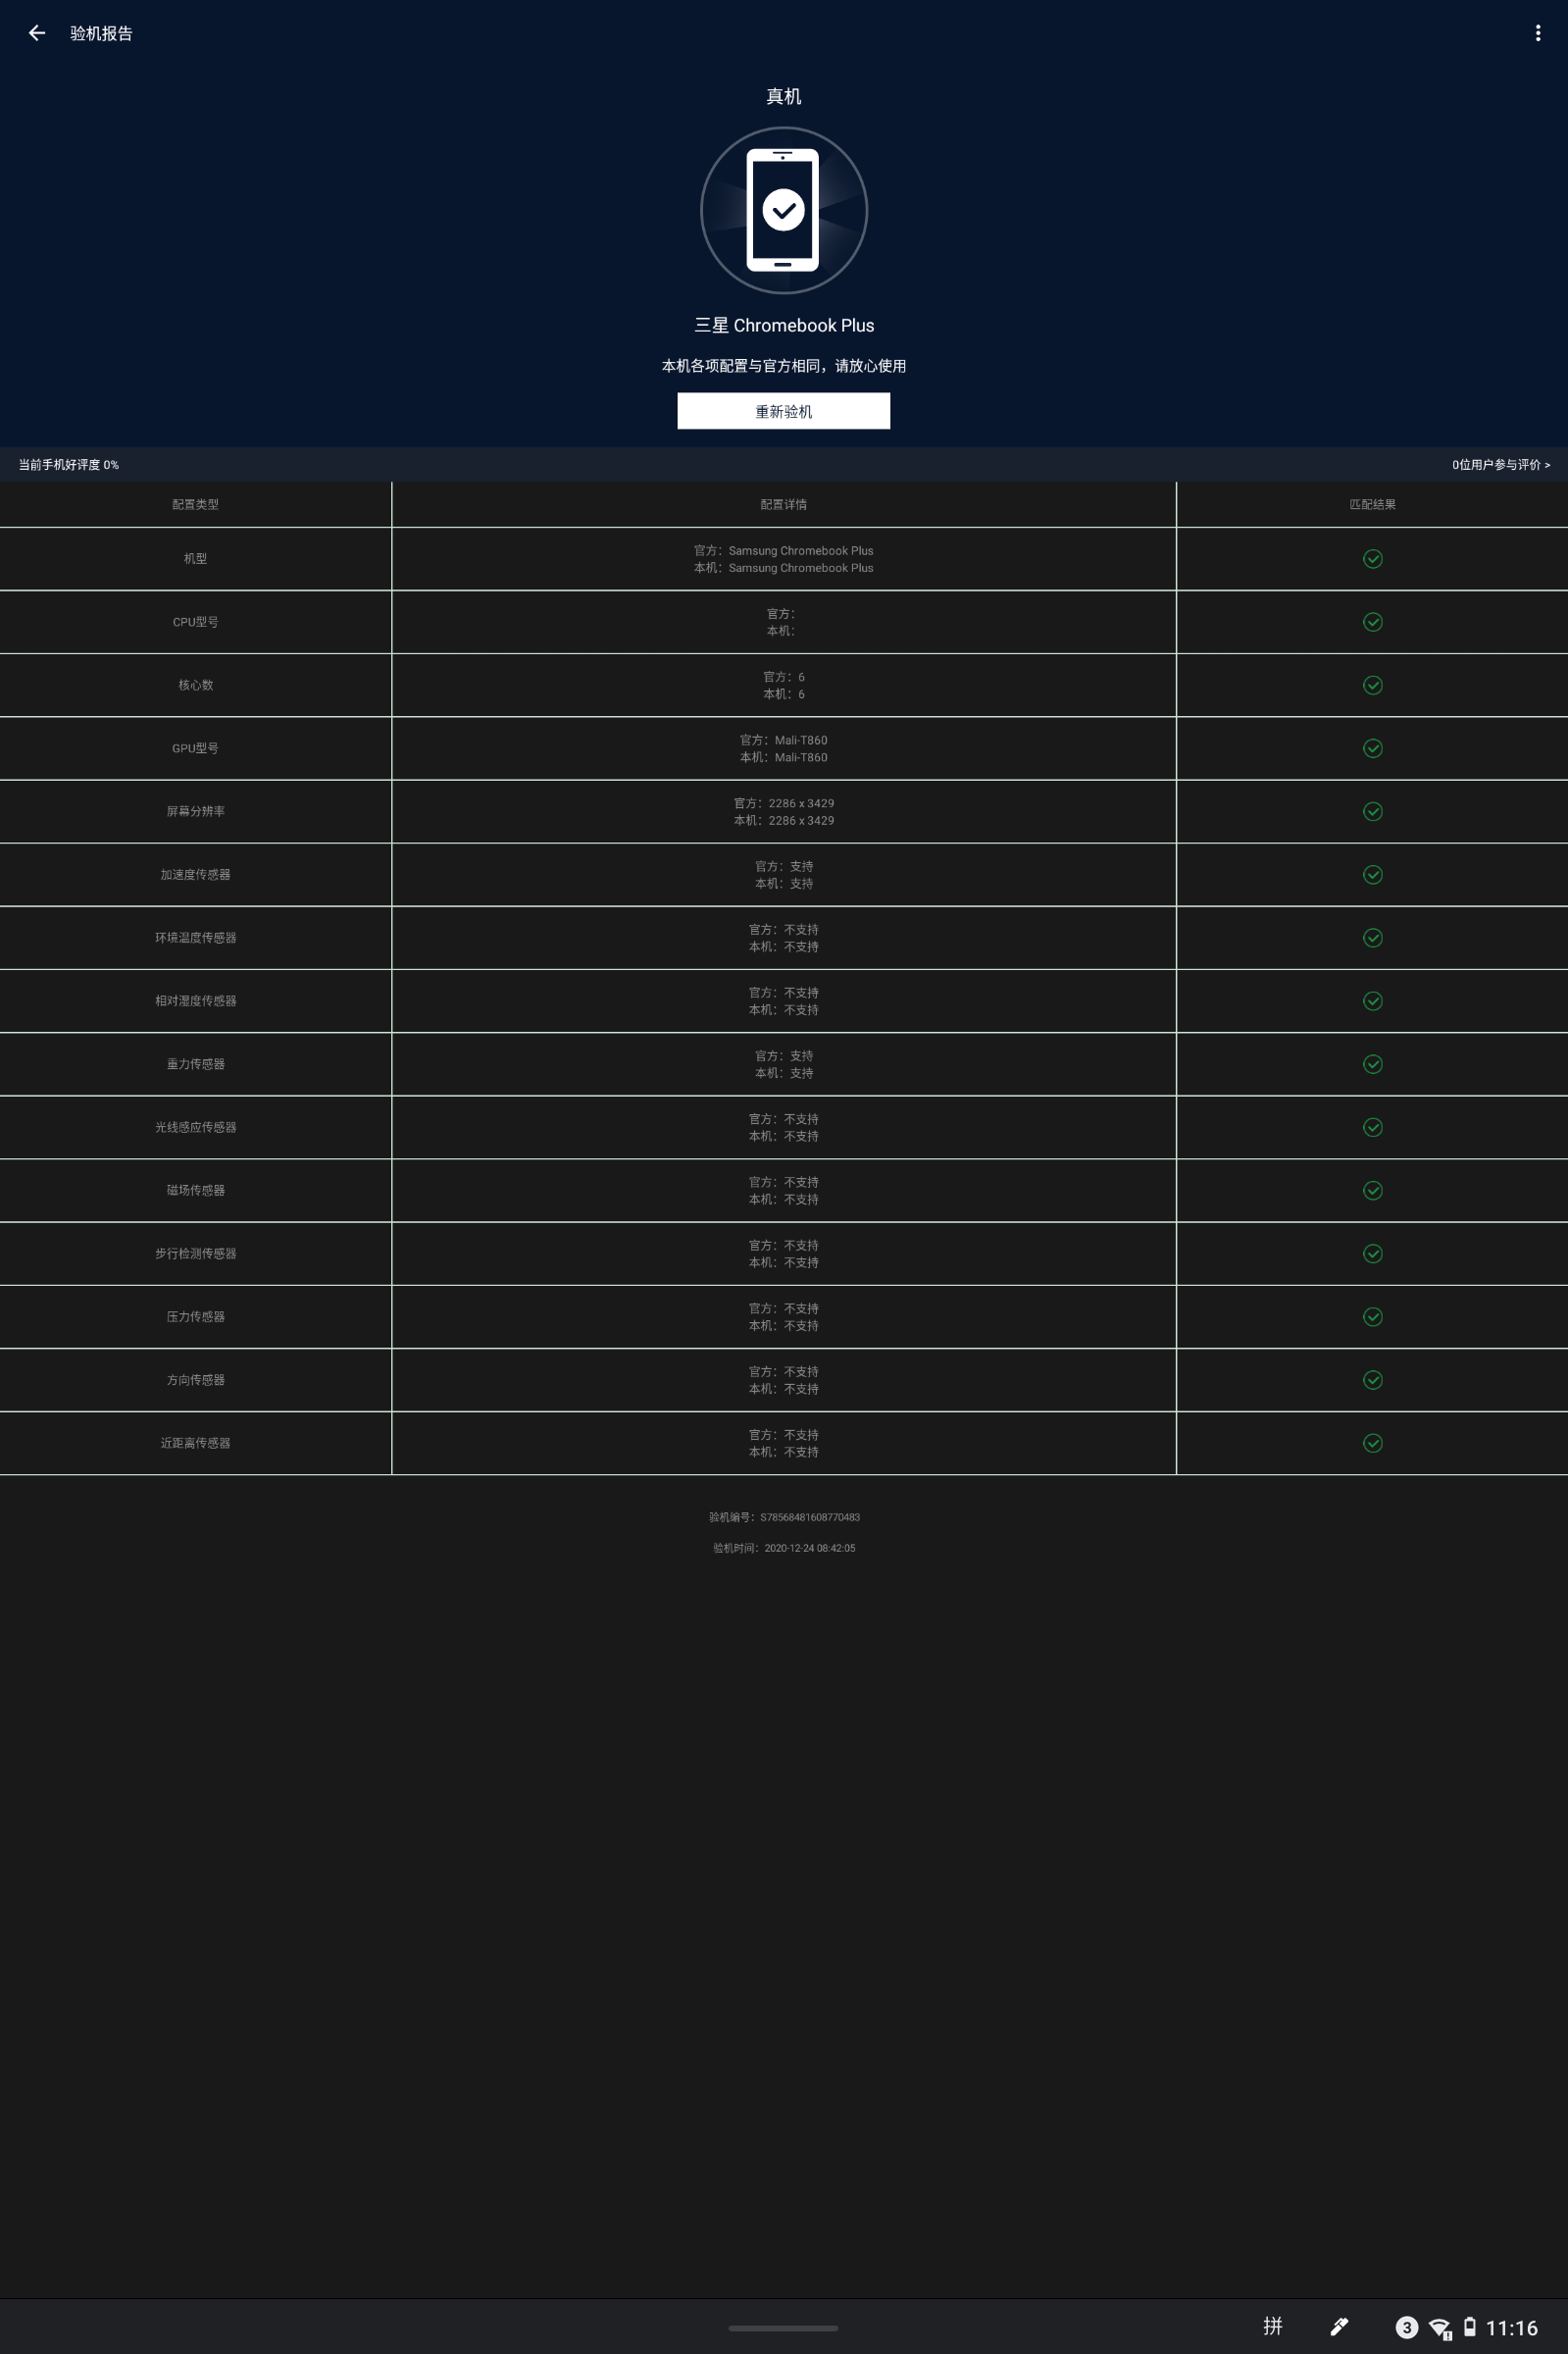 验机报告
真机
三星 Chromebook Plus
本机各项配置与官方相同，请放心使用
重新验机
当前手机好评度 0%
0位用户参与评价 >
配置类型 配置详情 匹配结果
机型
官方：Samsung Chromebook Plus
本机：Samsung Chromebook Plus
CPU型号
官方：
本机：
核心数
官方：6
本机：6
GPU型号
官方：Mali-T860
本机：Mali-T860
屏幕分辨率
官方：2286 x 3429
本机：2286 x 3429
加速度传感器
官方：支持
本机：支持
环境温度传感器
官方：不支持
本机：不支持
相对湿度传感器
官方：不支持
本机：不支持
重力传感器
官方：支持
本机：支持
光线感应传感器
官方：不支持
本机：不支持
磁场传感器
官方：不支持
本机：不支持
步行检测传感器
官方：不支持
本机：不支持
压力传感器
官方：不支持
本机：不支持
方向传感器
官方：不支持
本机：不支持
近距离传感器
官方：不支持
本机：不支持
验机编号：S78568481608770483
验机时间：2020-12-24 08:42:05
拼 3 11:16